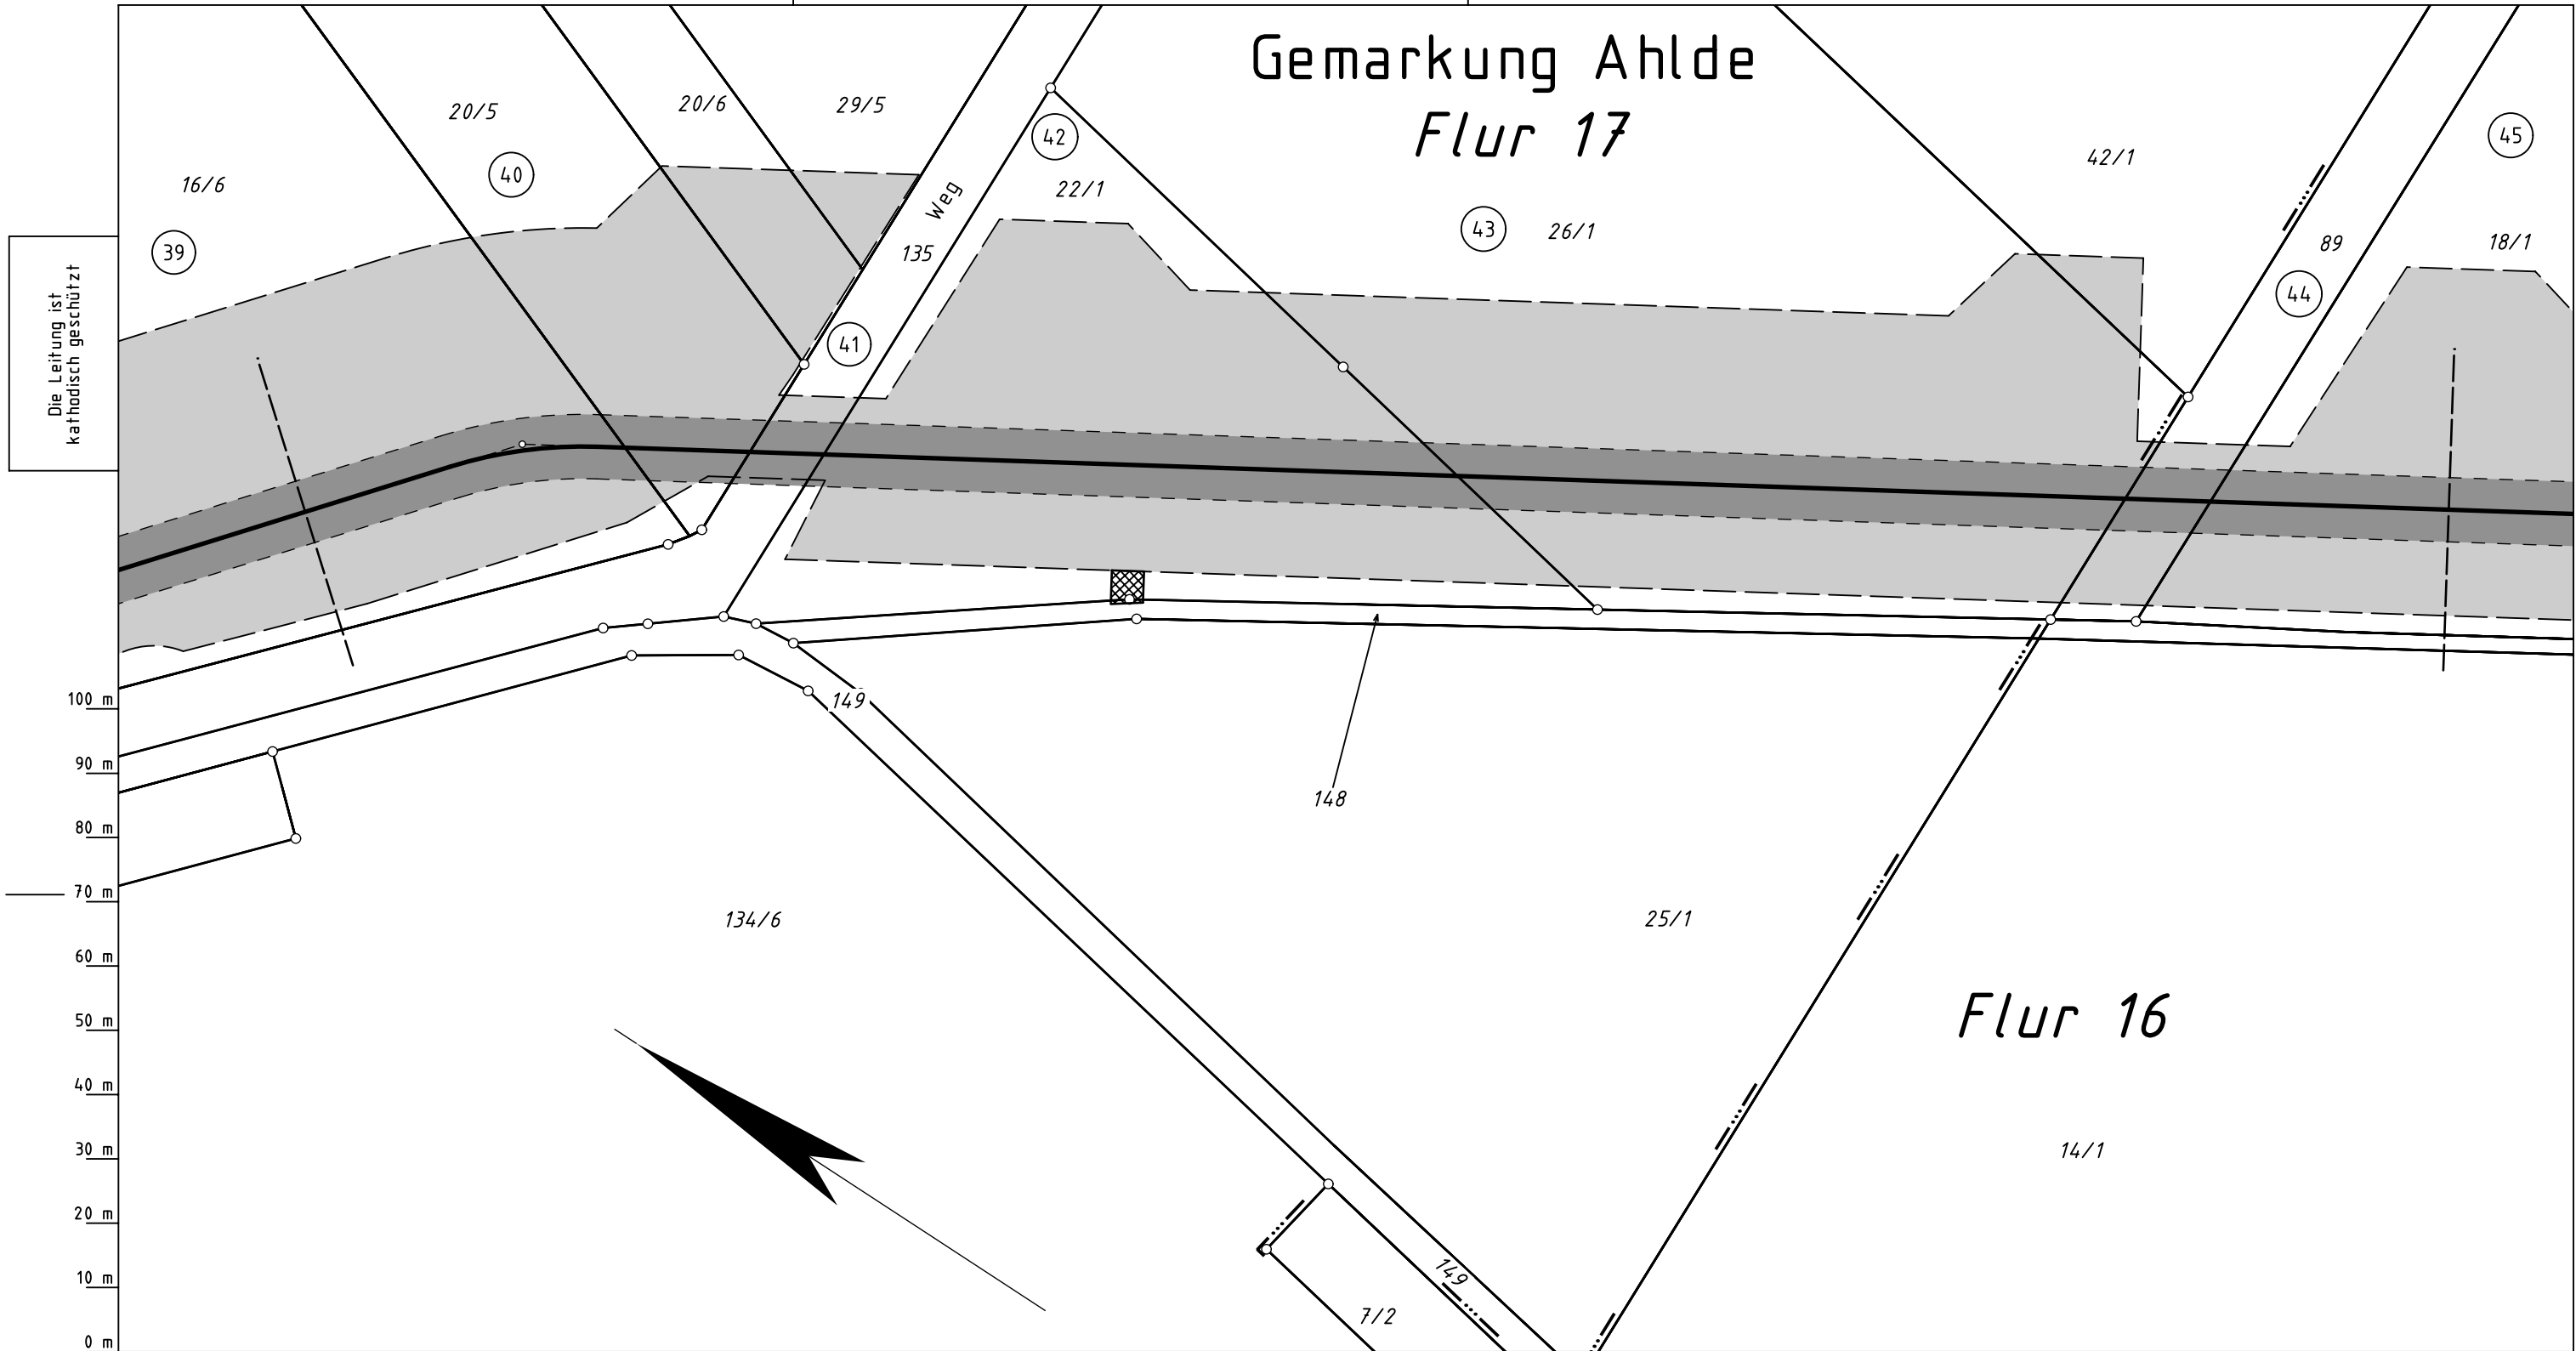 Gemarkung Ahlde
Flur 17
20/5
20/6
29/5
42
45
40
42/1
16/6
Weg
22/1
39
135
43
26/1
89
18/1
44
41
Die Leitung ist
kathodisch geschützt
149
148
100 m
90 m
80 m
70 m
60 m
50 m
40 m
30 m
20 m
10 m
0 m
134/6
25/1
Flur 16
14/1
149
7/2